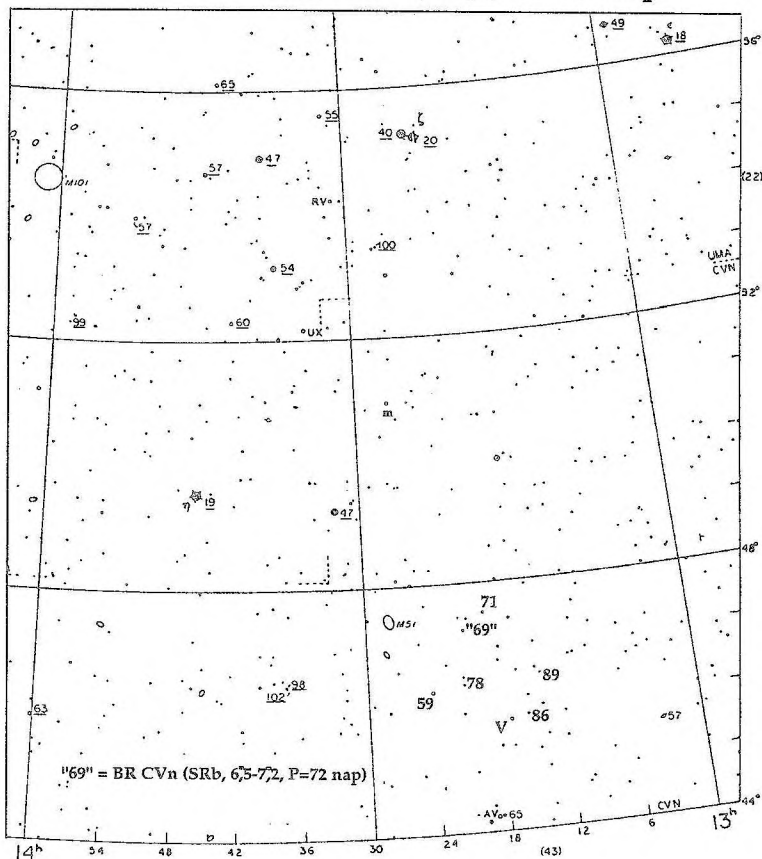 49 ε 18
56°
65
55
ζ
40 20
47
57
M101
(22)
RV
57
100
54
UMA
CVN
52°
99
60
UX
m
η 19
47
48°
71
M51
"69"
98
102
78
89
59
63
V
86
57
"69" = BR CVn (SRb, 6,5-7,2, P=72 nap)
AV 65
CVN
44°
14h 54 48 42 36 30 24 18 12 6 13h
(43)